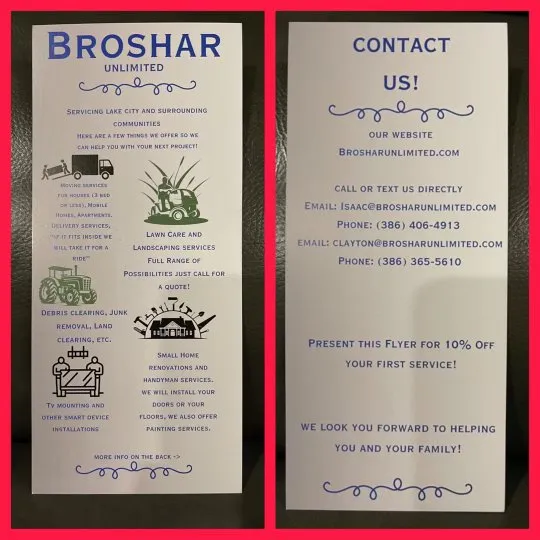 BROSHAR
UNLIMITED
SERVICING LAKE CITY AND SURROUNDING
COMMUNITIES
HERE ARE A FEW THINGS WE OFFER SO WE
CAN HELP YOU WITH YOUR NEXT PROJECT!
MOVING SERVICES
FOR HOUSES (3 BED
OR LESS), MOBILE
HOMES, APARTMENTS,
DELIVERY SERVICES,
"IF IT FITS INSIDE WE
WILL TAKE IT FOR A
RIDE"
LAWN CARE AND
LANDSCAPING SERVICES
FULL RANGE OF
POSSIBILITIES JUST CALL FOR
A QUOTE!
DEBRIS CLEARING, JUNK
REMOVAL, LAND
CLEARING, ETC.
SMALL HOME
RENOVATIONS AND
HANDYMAN SERVICES.
WE WILL INSTALL YOUR
DOORS OR YOUR
FLOORS, WE ALSO OFFER
PAINTING SERVICES.
TV MOUNTING AND
OTHER SMART DEVICE
INSTALLATIONS
MORE INFO ON THE BACK ->
CONTACT
US!
OUR WEBSITE
BROSHARUNLIMITED.COM
CALL OR TEXT US DIRECTLY
EMAIL: ISAAC@BROSHARUNLIMITED.COM
PHONE: (386) 406-4913
EMAIL: CLAYTON@BROSHARUNLIMITED.COM
PHONE: (386) 365-5610
PRESENT THIS FLYER FOR 10% OFF
YOUR FIRST SERVICE!
WE LOOK YOU FORWARD TO HELPING
YOU AND YOUR FAMILY!